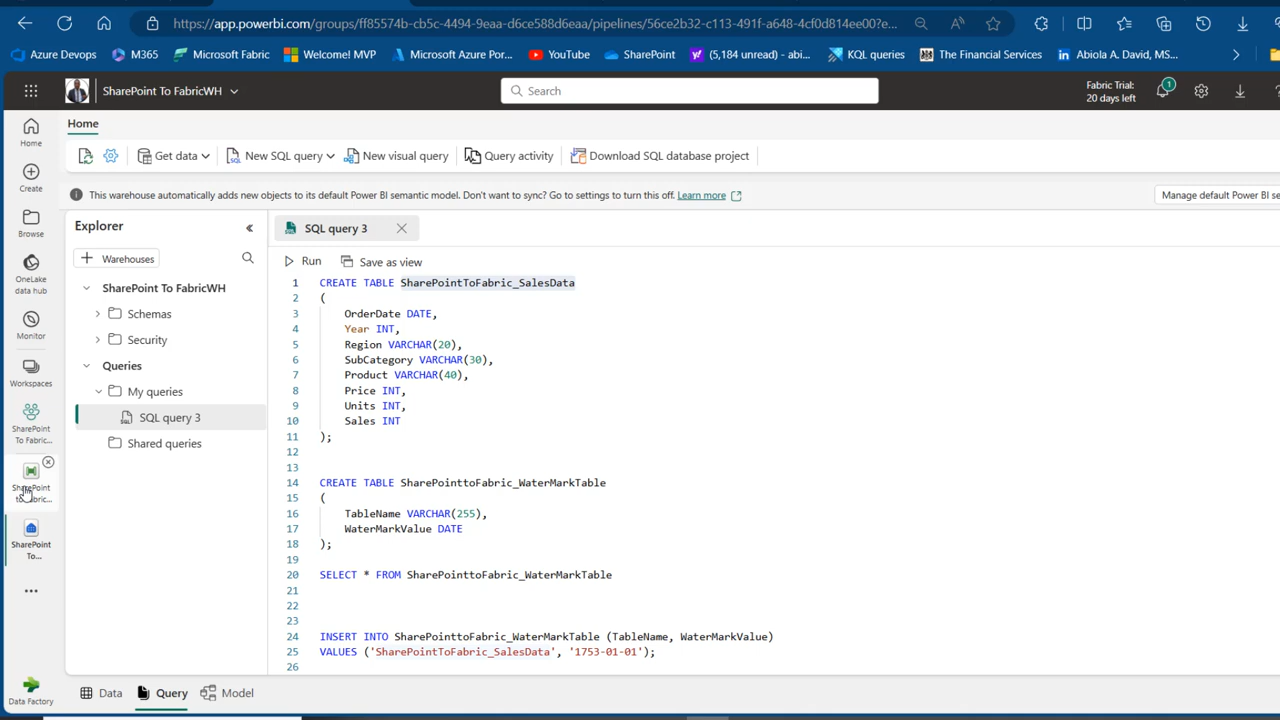 https://app.powerbi.com/groups/ff85574b-cb5c-4494-9eaa-d6ce588d6eaa/pipelines/56ce2b32-c113-491f-a648-4cf0d814ee00?e...
Azure Devops
M365
Microsoft Fabric
Welcome! MVP
Microsoft Azure Por...
YouTube
SharePoint
(5,184 unread) - abi...
KQL queries
The Financial Services
Abiola A. David, MS...
SharePoint To FabricWH
Search
Fabric Trial:
20 days left
1
Home
Home
Create
Browse
OneLake
data hub
Monitor
Workspaces
SharePoint
To Fabric...
SharePoint
to Fabric...
SharePoint
To...
Data Factory
Get data
New SQL query
New visual query
Query activity
Download SQL database project
This warehouse automatically adds new objects to its default Power BI semantic model. Don't want to sync? Go to settings to turn this off. Learn more
Manage default Power BI se
Explorer
+ Warehouses
SharePoint To FabricWH
Schemas
Security
Queries
My queries
SQL query 3
Shared queries
SQL query 3
Run
Save as view
1 CREATE TABLE SharePointToFabric_SalesData
2 (
3 OrderDate DATE,
4 Year INT,
5 Region VARCHAR(20),
6 SubCategory VARCHAR(30),
7 Product VARCHAR(40),
8 Price INT,
9 Units INT,
10 Sales INT
11 );
12
13
14 CREATE TABLE SharePointtoFabric_WaterMarkTable
15 (
16 TableName VARCHAR(255),
17 WaterMarkValue DATE
18 );
19
20 SELECT * FROM SharePointtoFabric_WaterMarkTable
21
22
23
24 INSERT INTO SharePointtoFabric_WaterMarkTable (TableName, WaterMarkValue)
25 VALUES ('SharePointToFabric_SalesData', '1753-01-01');
26
Data
Query
Model